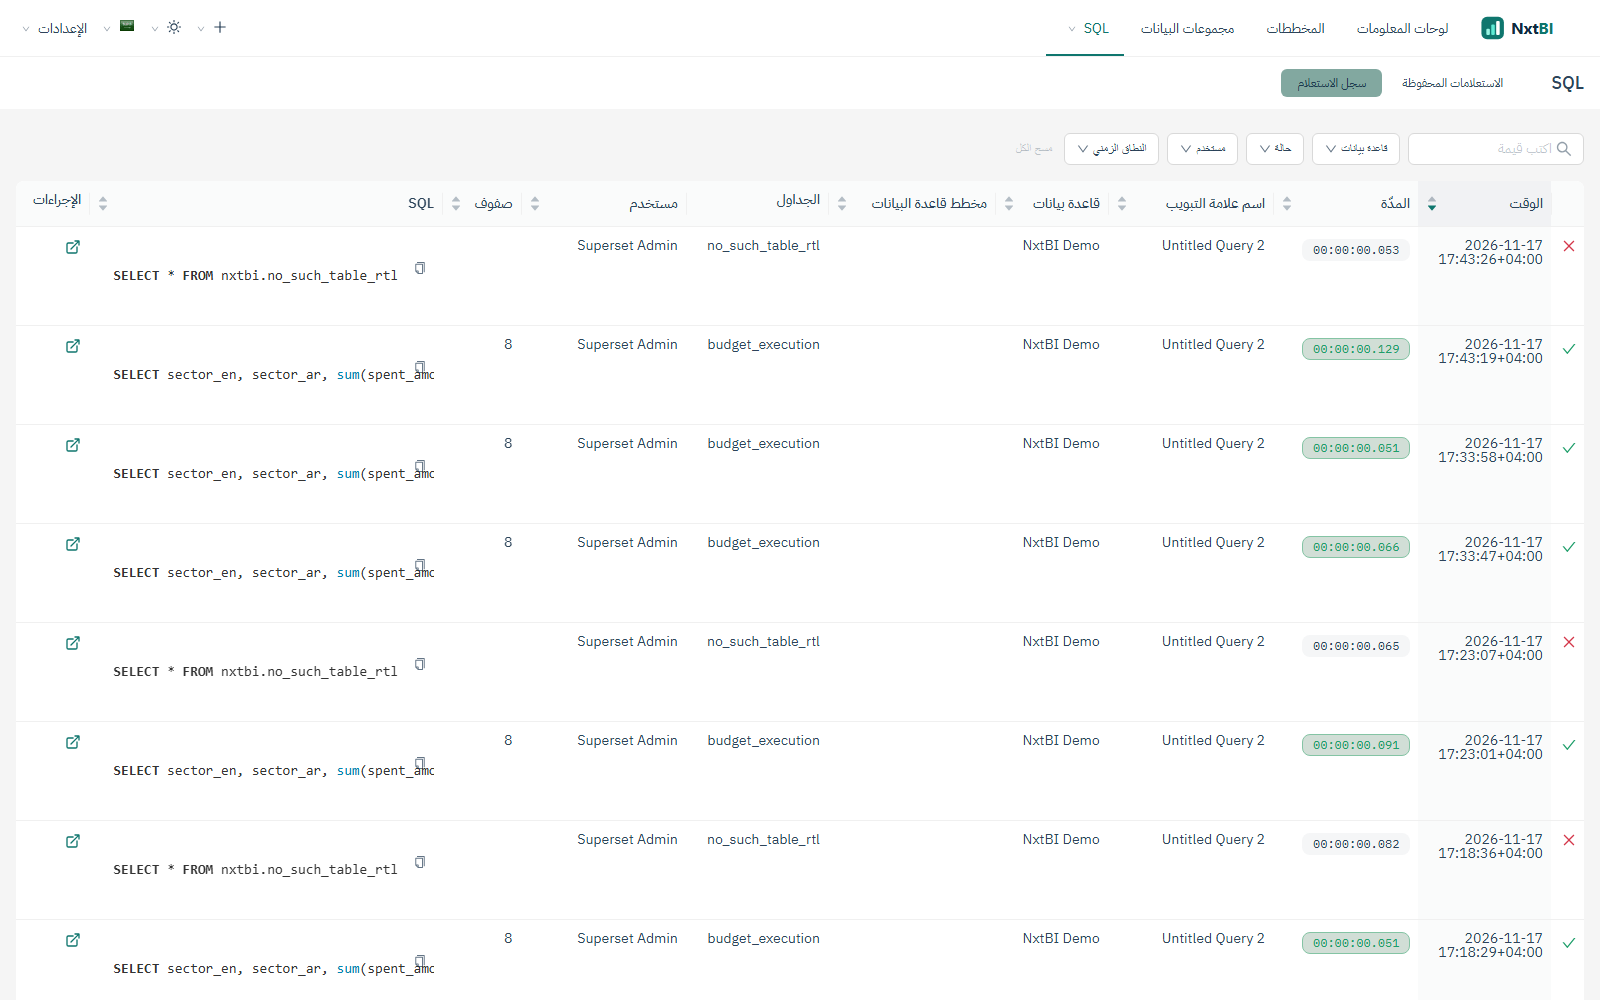 NxtBI
لوحات المعلومات
المخططات
مجموعات البيانات
SQL
الإعدادات
SQL
الاستعلامات المحفوظة
سجل الاستعلام
اكتب قيمة
قاعدة بيانات
حالة
مستخدم
النطاق الزمني
مسح الكل
الوقت المدّة اسم علامة التبويب قاعدة بيانات مخطط قاعدة البيانات الجداول مستخدم صفوف SQL الإجراءات
2026-11-17
17:43:26+04:00
00:00:00.053
Untitled Query 2
NxtBI Demo
no_such_table_rtl
Superset Admin
SELECT * FROM nxtbi.no_such_table_rtl
2026-11-17
17:43:19+04:00
00:00:00.129
Untitled Query 2
NxtBI Demo
budget_execution
Superset Admin
8
SELECT sector_en, sector_ar, sum(spent_amo
2026-11-17
17:33:58+04:00
00:00:00.051
Untitled Query 2
NxtBI Demo
budget_execution
Superset Admin
8
SELECT sector_en, sector_ar, sum(spent_amo
2026-11-17
17:33:47+04:00
00:00:00.066
Untitled Query 2
NxtBI Demo
budget_execution
Superset Admin
8
SELECT sector_en, sector_ar, sum(spent_amo
2026-11-17
17:23:07+04:00
00:00:00.065
Untitled Query 2
NxtBI Demo
no_such_table_rtl
Superset Admin
SELECT * FROM nxtbi.no_such_table_rtl
2026-11-17
17:23:01+04:00
00:00:00.091
Untitled Query 2
NxtBI Demo
budget_execution
Superset Admin
8
SELECT sector_en, sector_ar, sum(spent_amo
2026-11-17
17:18:36+04:00
00:00:00.082
Untitled Query 2
NxtBI Demo
no_such_table_rtl
Superset Admin
SELECT * FROM nxtbi.no_such_table_rtl
2026-11-17
17:18:29+04:00
00:00:00.051
Untitled Query 2
NxtBI Demo
budget_execution
Superset Admin
8
SELECT sector_en, sector_ar, sum(spent_amo